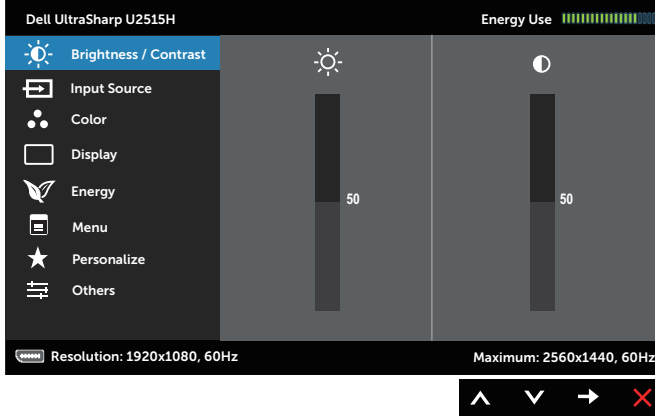 Dell UltraSharp U2515H
Energy Use
Brightness / Contrast
Input Source
Color
Display
Energy
Menu
Personalize
Others
50
50
Resolution: 1920x1080, 60Hz
Maximum: 2560x1440, 60Hz